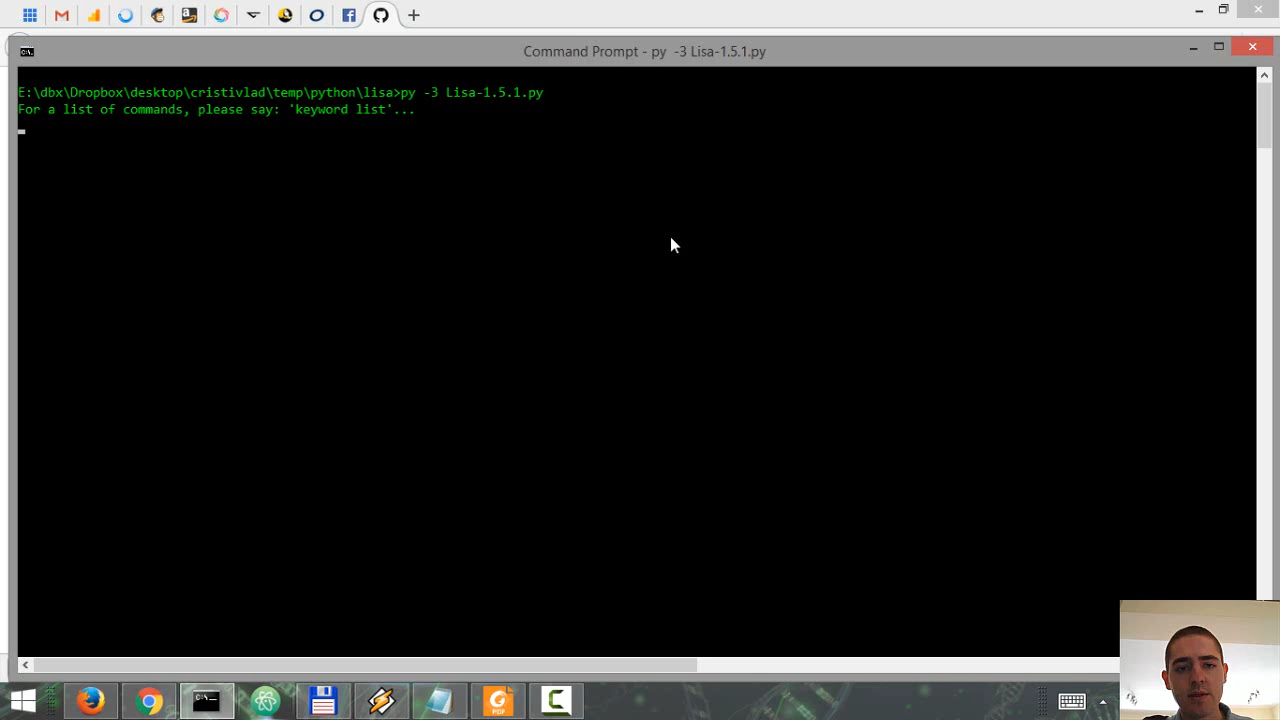 Command Prompt - py -3 Lisa-1.5.1.py
E:\dbx\Dropbox\desktop\cristivlad\temp\python\lisa>py -3 Lisa-1.5.1.py
For a list of commands, please say: 'keyword list'...